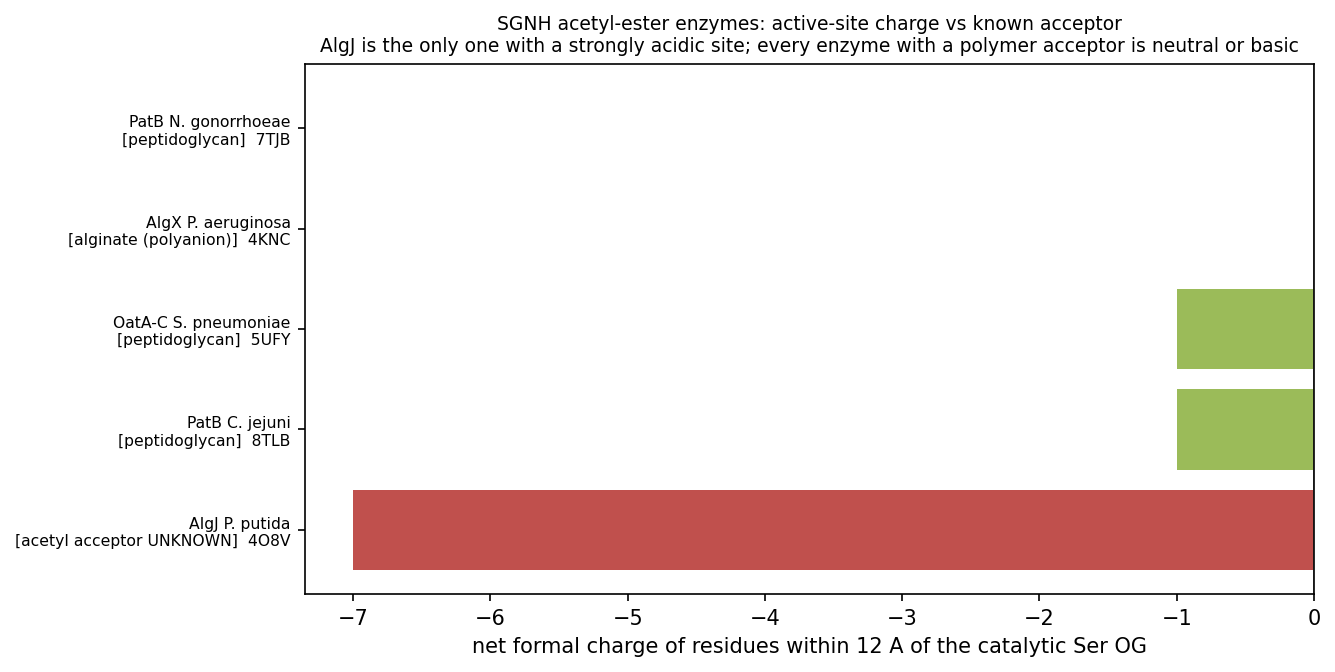 SGNH acetyl-ester enzymes: active-site charge vs known acceptor
AlgJ is the only one with a strongly acidic site; every enzyme with a polymer acceptor is neutral or basic
PatB N. gonorrhoeae
[peptidoglycan]  7TJB
AlgX P. aeruginosa
[alginate (polyanion)]  4KNC
OatA-C S. pneumoniae
[peptidoglycan]  5UFY
PatB C. jejuni
[peptidoglycan]  8TLB
AlgJ P. putida
[acetyl acceptor UNKNOWN]  4O8V
−7 −6 −5 −4 −3 −2 −1 0
net formal charge of residues within 12 A of the catalytic Ser OG